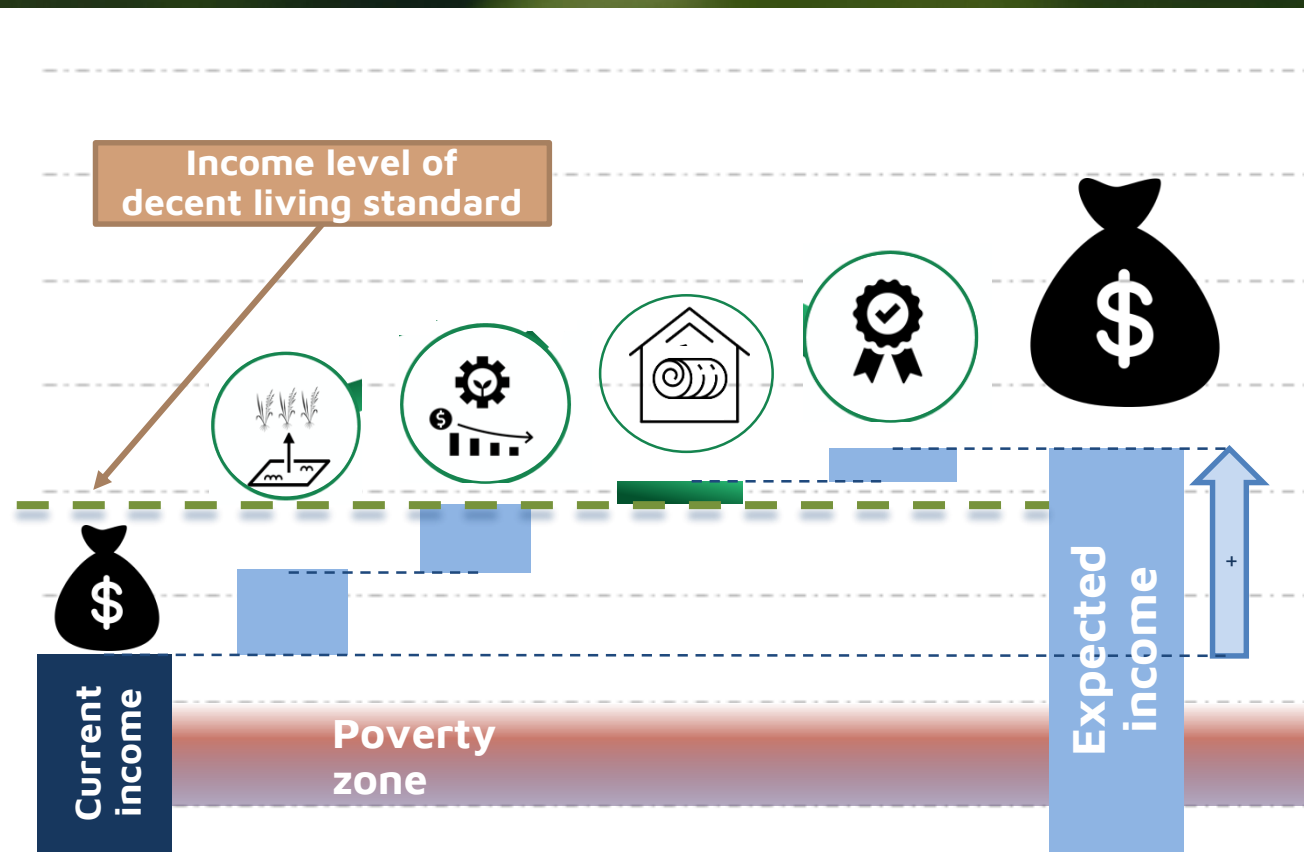 Income level of
decent living standard
$
$
$
$
+
Current
income
Poverty
zone
Expected
income